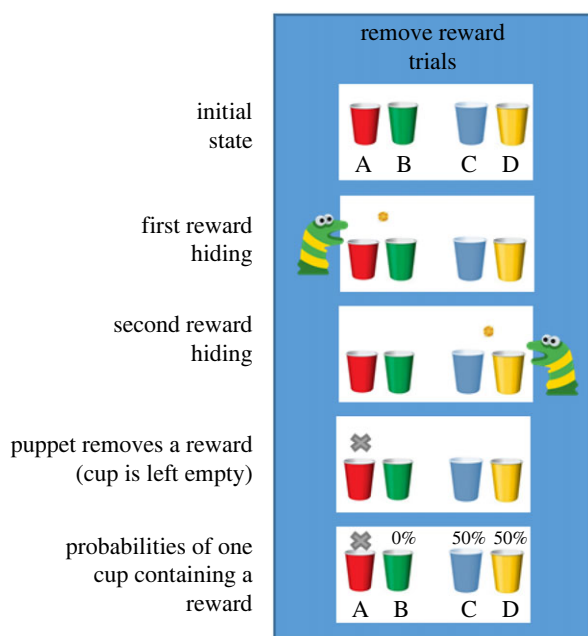 remove reward
trials
initial
state
A B C D
first reward
hiding
second reward
hiding
puppet removes a reward
(cup is left empty)
probabilities of one
cup containing a
reward
0% 50% 50%
A B C D